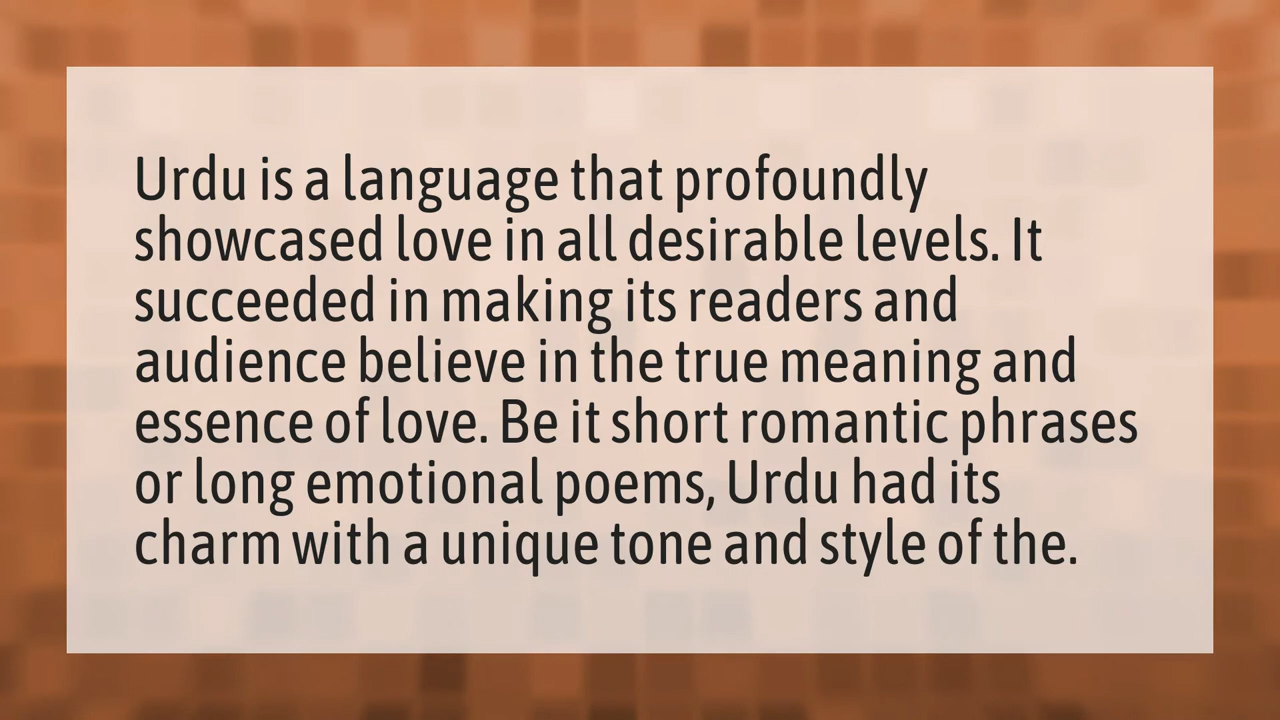 Urdu is a language that profoundly
showcased love in all desirable levels. It
succeeded in making its readers and
audience believe in the true meaning and
essence of love. Be it short romantic phrases
or long emotional poems, Urdu had its
charm with a unique tone and style of the.